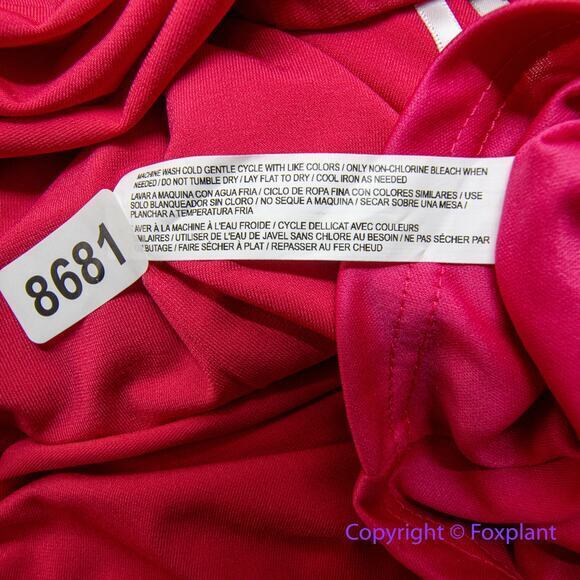 MACHINE WASH COLD GENTLE CYCLE WITH LIKE COLORS / ONLY NON-CHLORINE BLEACH WHEN
NEEDED / DO NOT TUMBLE DRY / LAY FLAT TO DRY / COOL IRON AS NEEDED
LAVAR A MAQUINA CON AGUA FRIA / CICLO DE ROPA FINA CON COLORES SIMILARES / USE
SOLO BLANQUEADOR SIN CLORO / NO SEQUE A MAQUINA / SECAR SOBRE UNA MESA /
PLANCHAR A TEMPERATURA FRIA
AVER À LA MACHINE À L'EAU FROIDE / CYCLE DELLICAT AVEC COULEURS
MILAIRES / UTILISER DE L'EAU DE JAVEL SANS CHLORE AU BESOIN / NE PAS SÉCHER PAR
BUTAGE / FAIRE SÉCHER À PLAT / REPASSER AU FER CHEUD
8681
Copyright © Foxplant